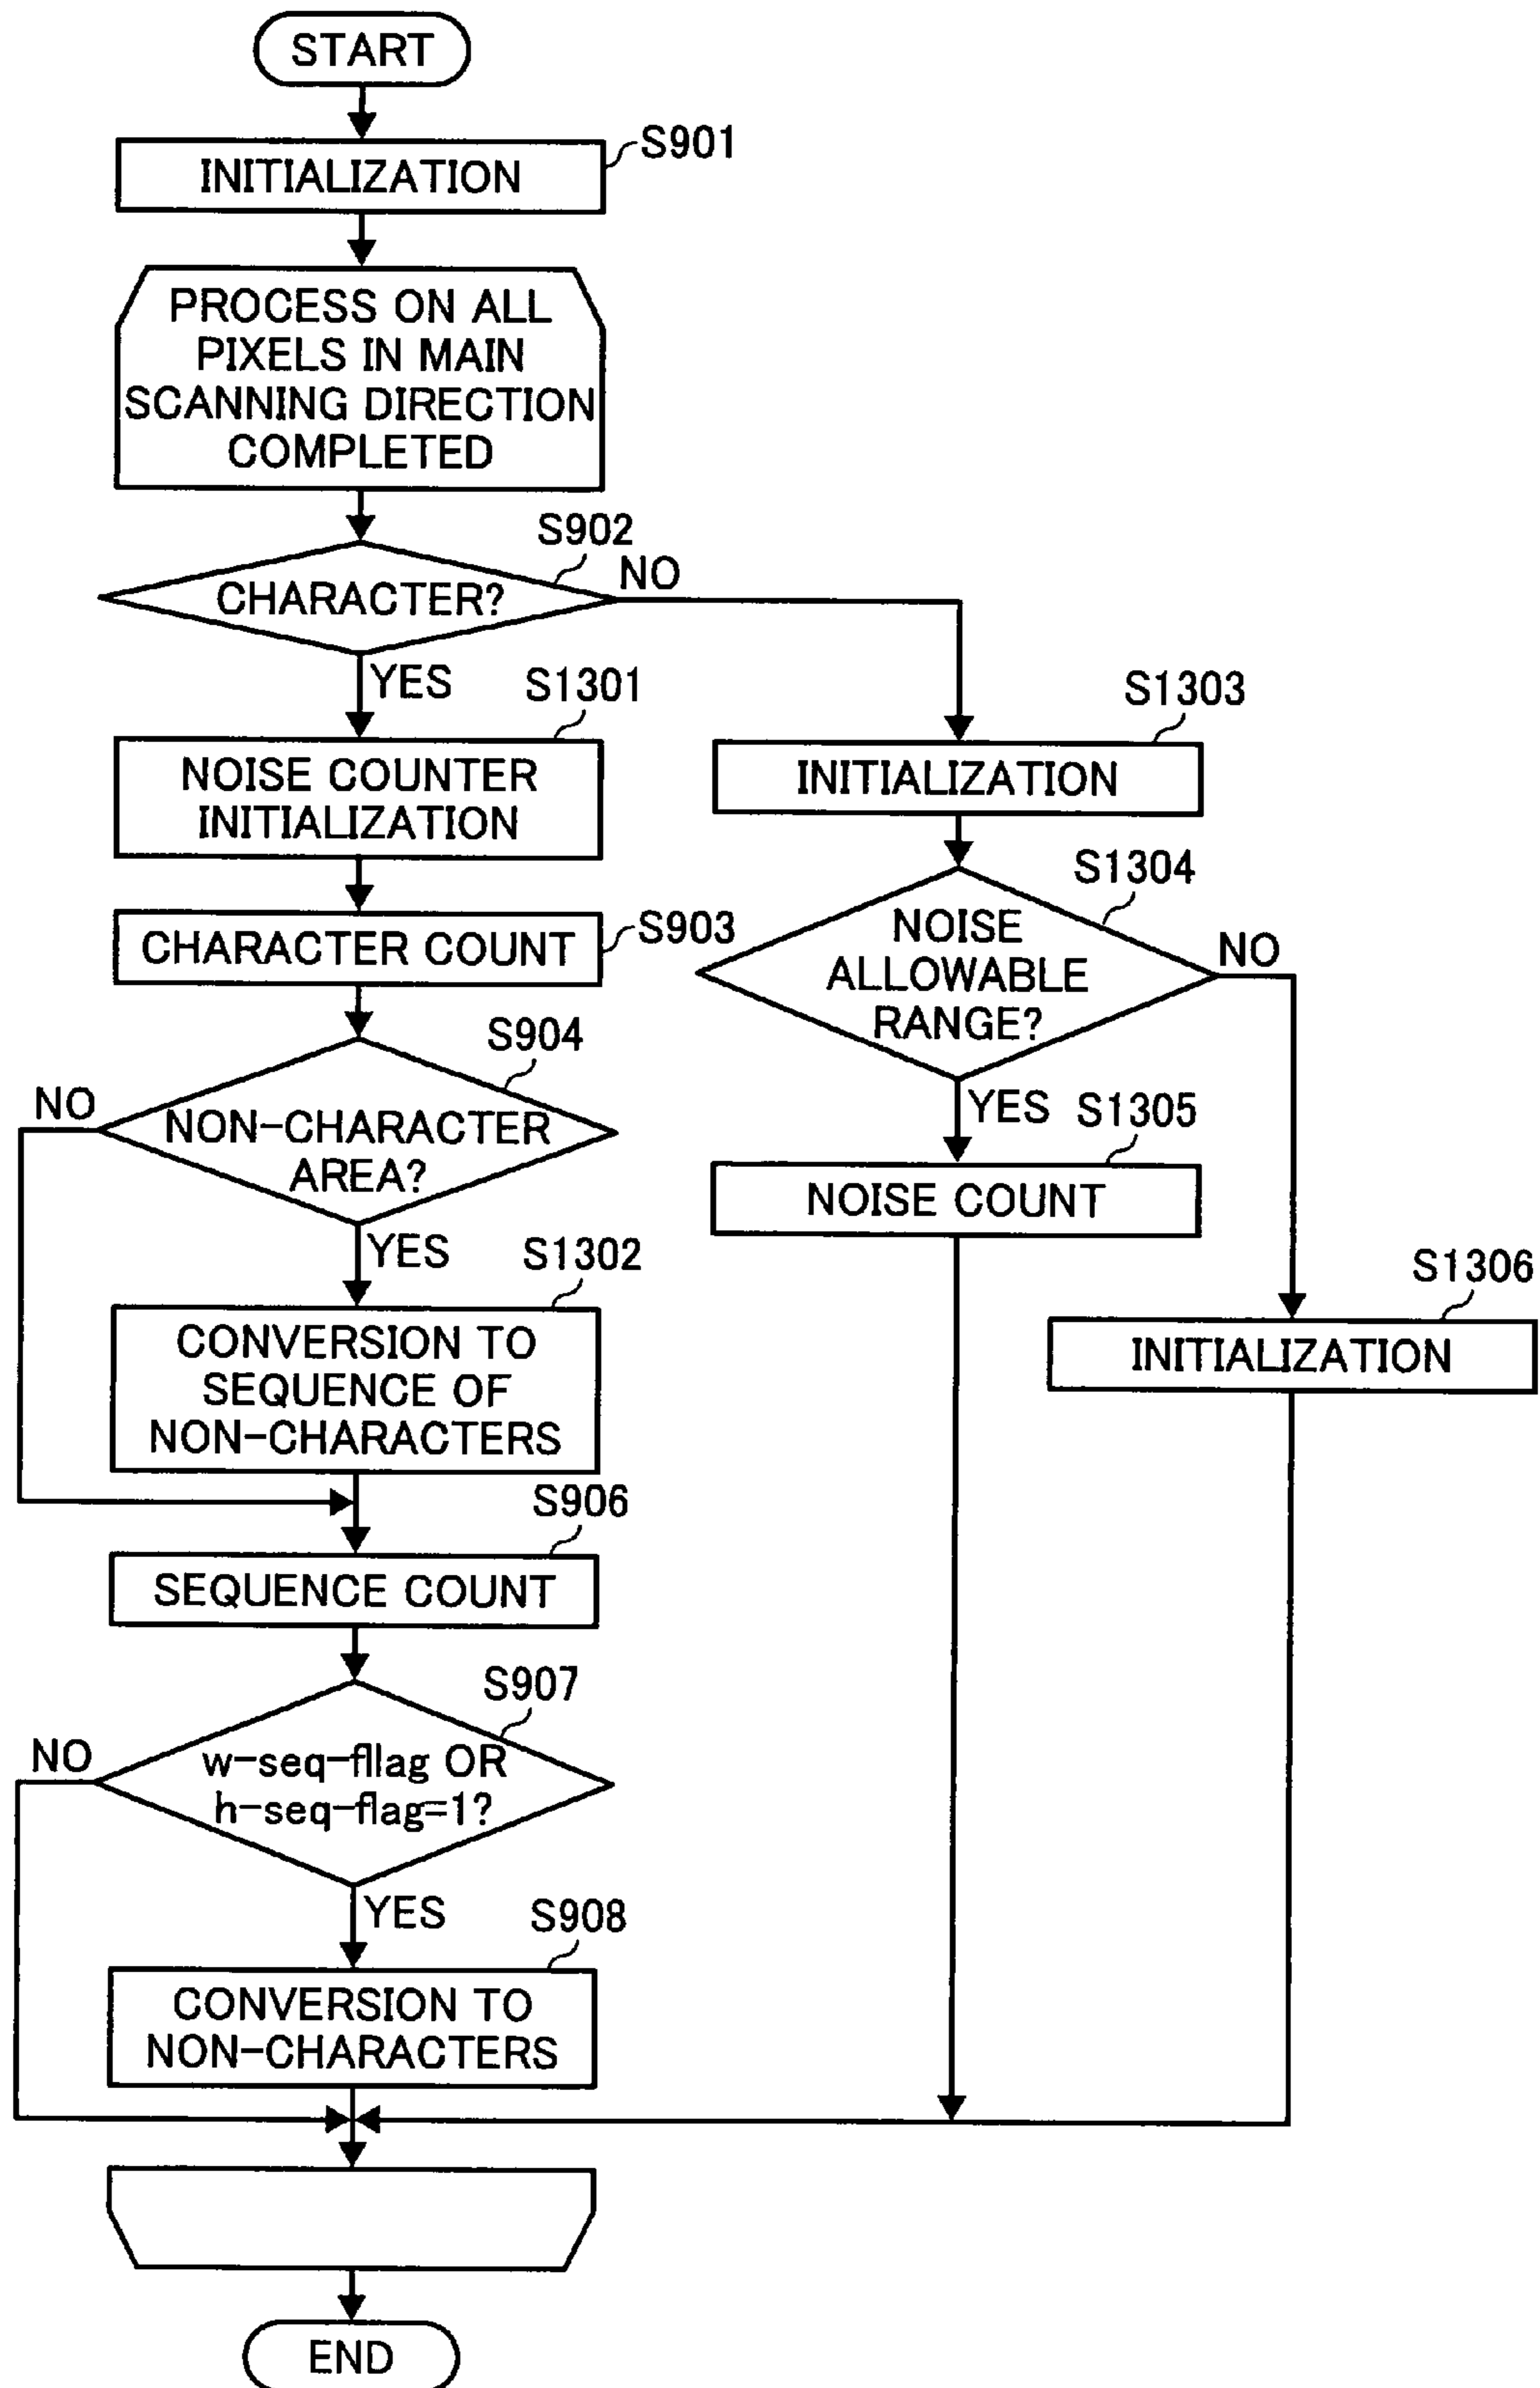 START
S901
INITIALIZATION
PROCESS ON ALL
PIXELS IN MAIN
SCANNING DIRECTION
COMPLETED
S902
CHARACTER?
NO
YES
S1301
NOISE COUNTER
INITIALIZATION
S1303
INITIALIZATION
S903
CHARACTER COUNT
S1304
NOISE
ALLOWABLE
RANGE?
NO
S904
NO
NON-CHARACTER
AREA?
YES
S1305
NOISE COUNT
YES
S1302
CONVERSION TO
SEQUENCE OF
NON-CHARACTERS
S1306
INITIALIZATION
S906
SEQUENCE COUNT
S907
NO
w-seq-fllag OR
h-seq-flag=1?
YES
S908
CONVERSION TO
NON-CHARACTERS
END